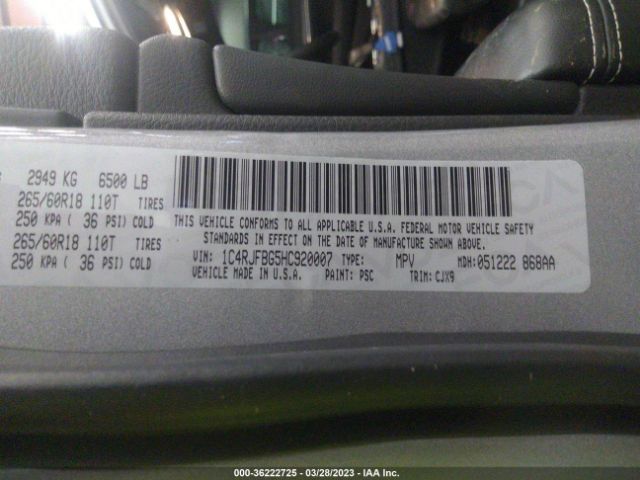 2949 KG 6500 LB
265/60R18 110T TIRES
250 KPA ( 36 PSI) COLD
265/60R18 110T TIRES
250 KPA ( 36 PSI) COLD
THIS VEHICLE CONFORMS TO ALL APPLICABLE U.S.A. FEDERAL MOTOR VEHICLE SAFETY
STANDARDS IN EFFECT ON THE DATE OF MANUFACTURE SHOWN ABOVE.
VIN: 1C4RJFBG5HC920007 TYPE: MPV MDH:051222 868AA
VEHICLE MADE IN U.S.A. PAINT: PSC TRIM: CJX9
000-36222725 | 03/28/2023 | © IAA Inc.